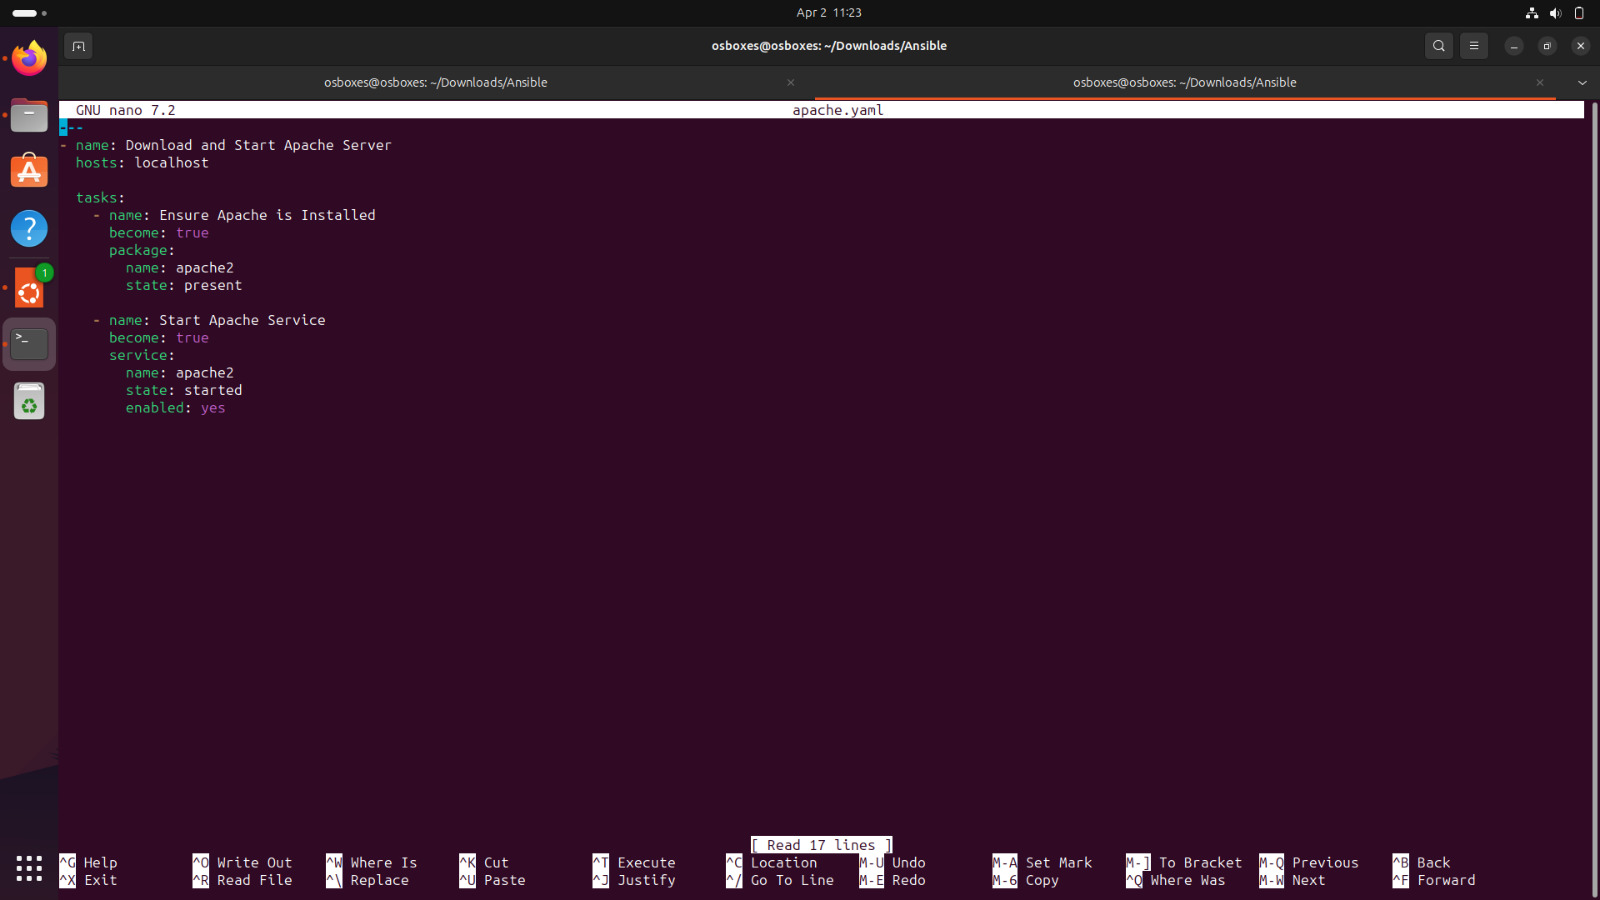 Apr 2 11:23
osboxes@osboxes: ~/Downloads/Ansible
osboxes@osboxes: ~/Downloads/Ansible
osboxes@osboxes: ~/Downloads/Ansible
GNU nano 7.2 apache.yaml
---
- name: Download and Start Apache Server
  hosts: localhost

  tasks:
    - name: Ensure Apache is Installed
      become: true
      package:
        name: apache2
        state: present

    - name: Start Apache Service
      become: true
      service:
        name: apache2
        state: started
        enabled: yes
1
[ Read 17 lines ]
^G Help ^O Write Out ^W Where Is ^K Cut ^T Execute ^C Location M-U Undo M-A Set Mark M-] To Bracket M-Q Previous ^B Back
^X Exit ^R Read File ^\ Replace ^U Paste ^J Justify ^/ Go To Line M-E Redo M-6 Copy ^Q Where Was M-W Next ^F Forward